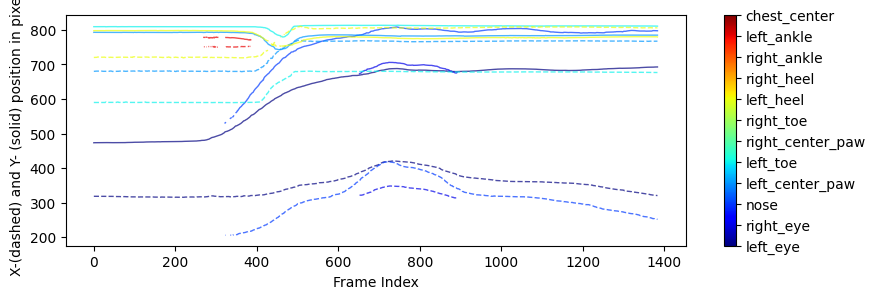 X-(dashed) and Y- (solid) position in pixe
800
700
600
500
400
300
200
0
200
400
600
800
1000
1200
1400
Frame Index
chest_center
left_ankle
right_ankle
right_heel
left_heel
right_toe
right_center_paw
left_toe
left_center_paw
nose
right_eye
left_eye